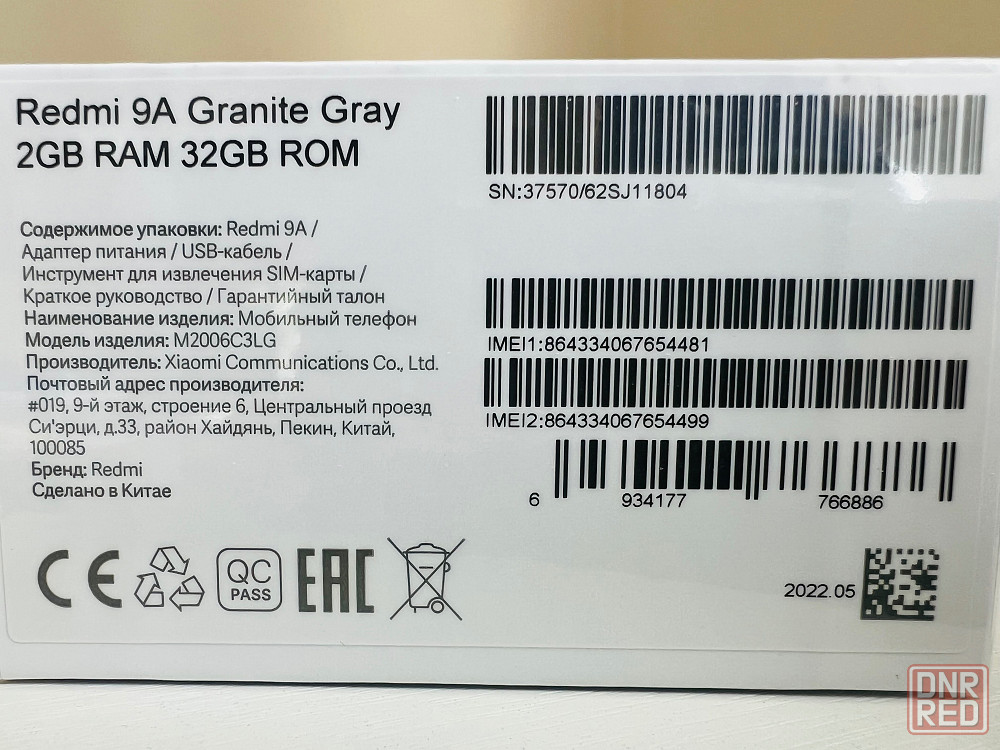 Redmi 9A Granite Gray
2GB RAM 32GB ROM
SN:37570/62SJ11804
Содержимое упаковки: Redmi 9A /
Адаптер питания / USB-кабель /
Инструмент для извлечения SIM-карты /
Краткое руководство / Гарантийный талон
Наименование изделия: Мобильный телефон
Модель изделия: M2006C3LG
Производитель: Xiaomi Communications Co., Ltd.
Почтовый адрес производителя:
#019, 9-й этаж, строение 6, Центральный проезд
Си'эрци, д.33, район Хайдянь, Пекин, Китай,
100085
Бренд: Redmi
Сделано в Китае
IMEI1:864334067654481
IMEI2:864334067654499
6 934177 766886
CE
QC
PASS
EAC
2022.05
DNR
RED